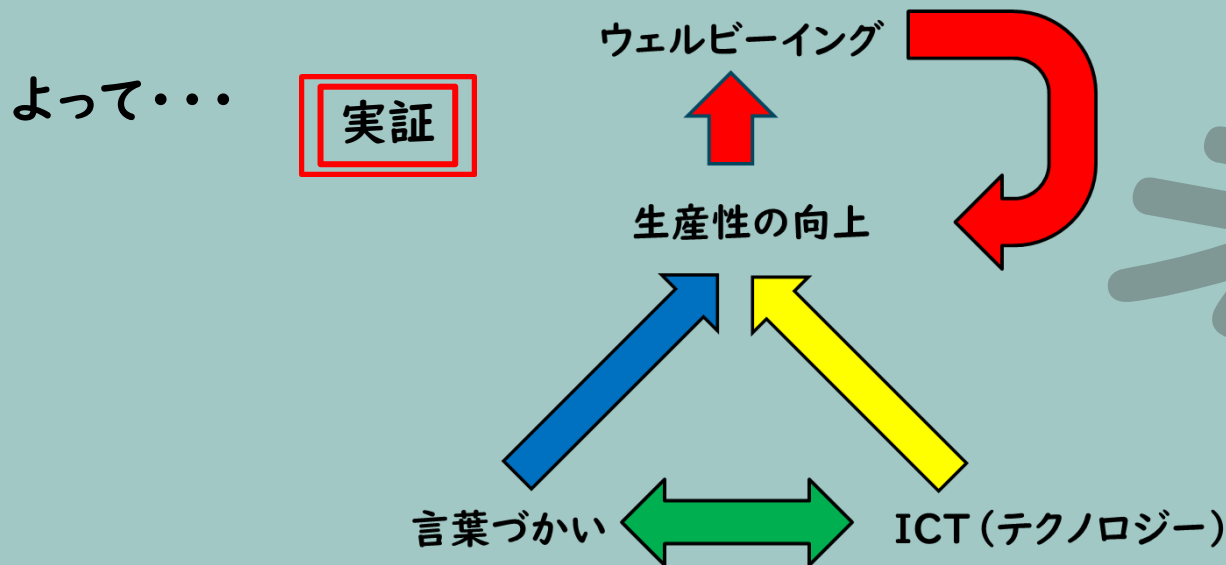 ウェルビーイング
よって・・・
実証
生産性の向上
言葉づかい
ICT(テクノロジー)